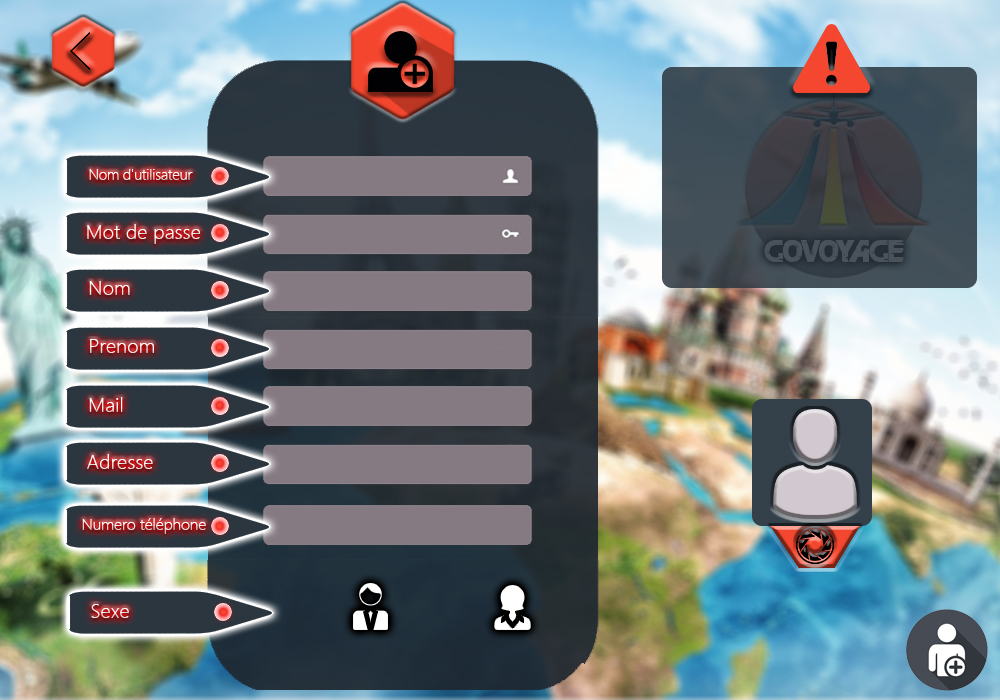 Nom d'utilisateur
Mot de passe
Nom
Prenom
Mail
Adresse
Numero téléphone
Sexe
GOVOYAGE